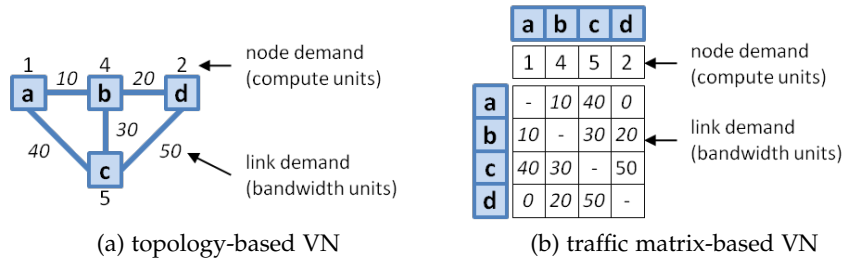 1 4 2
10 20
a b d
node demand
(compute units)
30
40 50
c
5
link demand
(bandwidth units)
(a) topology-based VN
a b c d
1 4 5 2
node demand
(compute units)
a - 10 40 0
b 10 - 30 20
c 40 30 - 50
d 0 20 50 -
link demand
(bandwidth units)
(b) traffic matrix-based VN